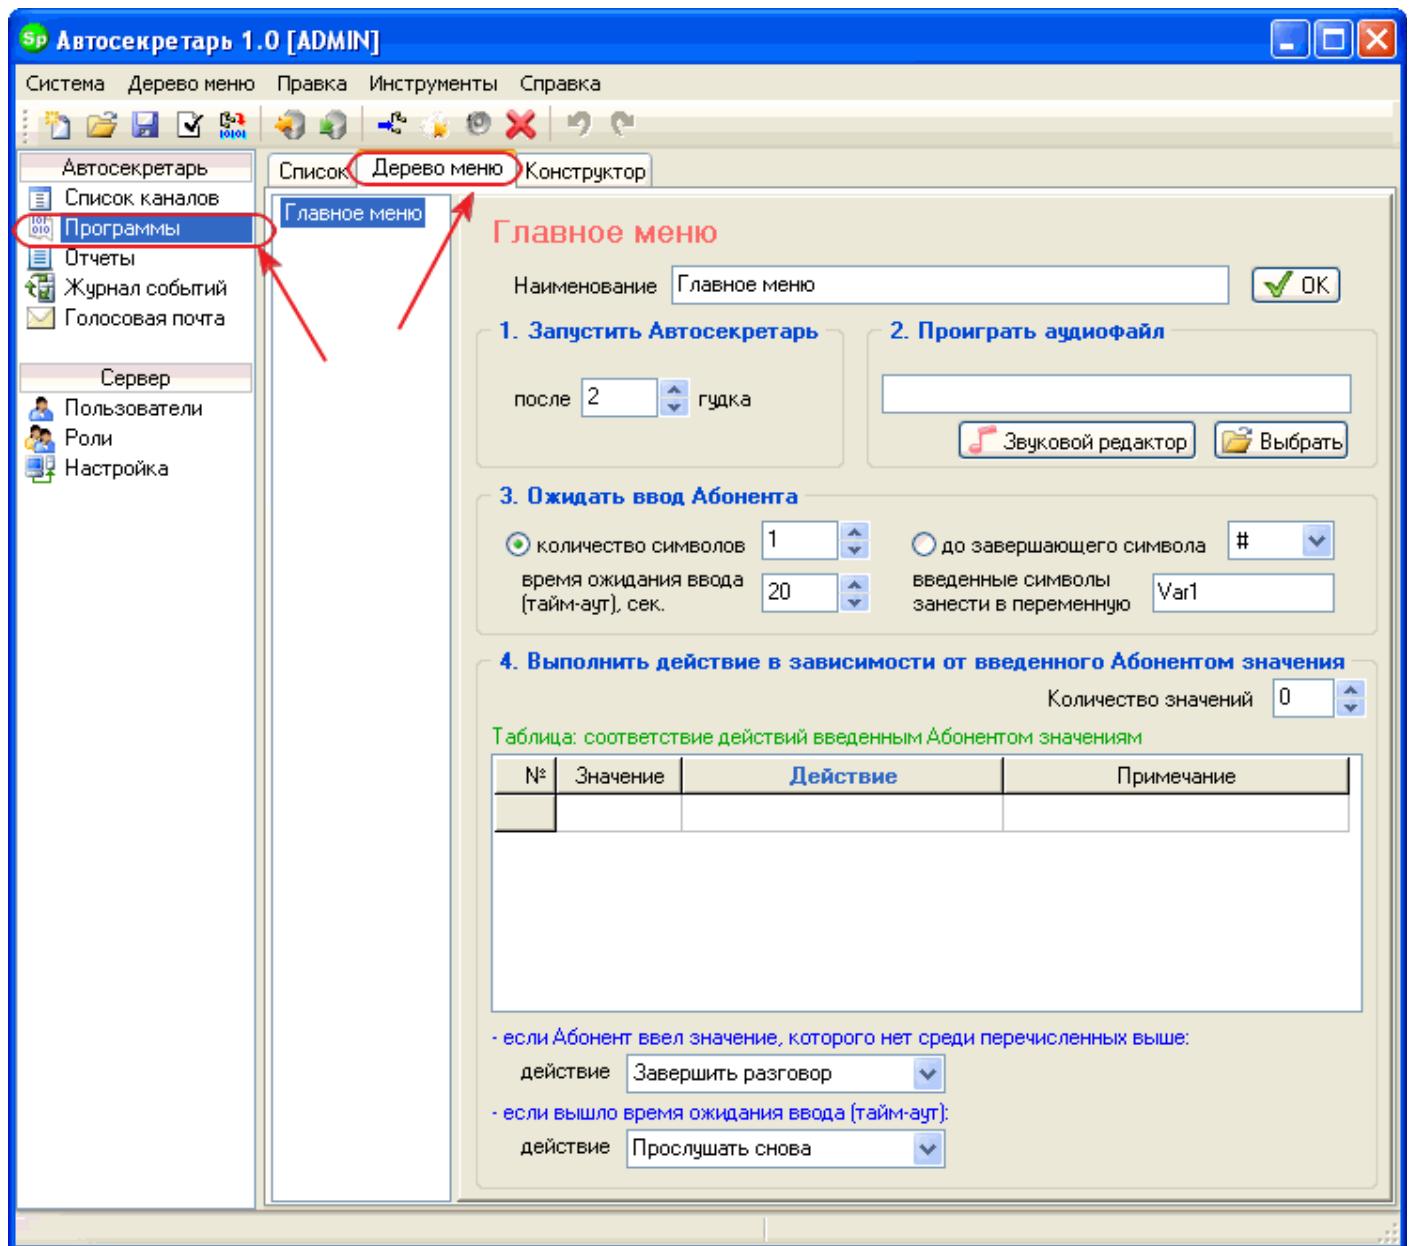 Sp Автосекретарь 1.0 [ADMIN]
Система Дерево меню Правка Инструменты Справка
Автосекретарь
Список каналов
Программы
Отчеты
Журнал событий
Голосовая почта
Сервер
Пользователи
Роли
Настройка
Список Дерево меню Конструктор
Главное меню
Главное меню
Наименование Главное меню OK
1. Запустить Автосекретарь
после 2 гудка
2. Проиграть аудиофайл
Звуковой редактор Выбрать
3. Ожидать ввод Абонента
количество символов 1 до завершающего символа #
время ожидания ввода
(тайм-аут), сек. 20
введенные символы
занести в переменную Var1
4. Выполнить действие в зависимости от введенного Абонентом значения
Количество значений 0
Таблица: соответствие действий введенным Абонентом значениям
№ Значение Действие Примечание
- если Абонент ввел значение, которого нет среди перечисленных выше:
действие Завершить разговор
- если вышло время ожидания ввода (тайм-аут):
действие Прослушать снова